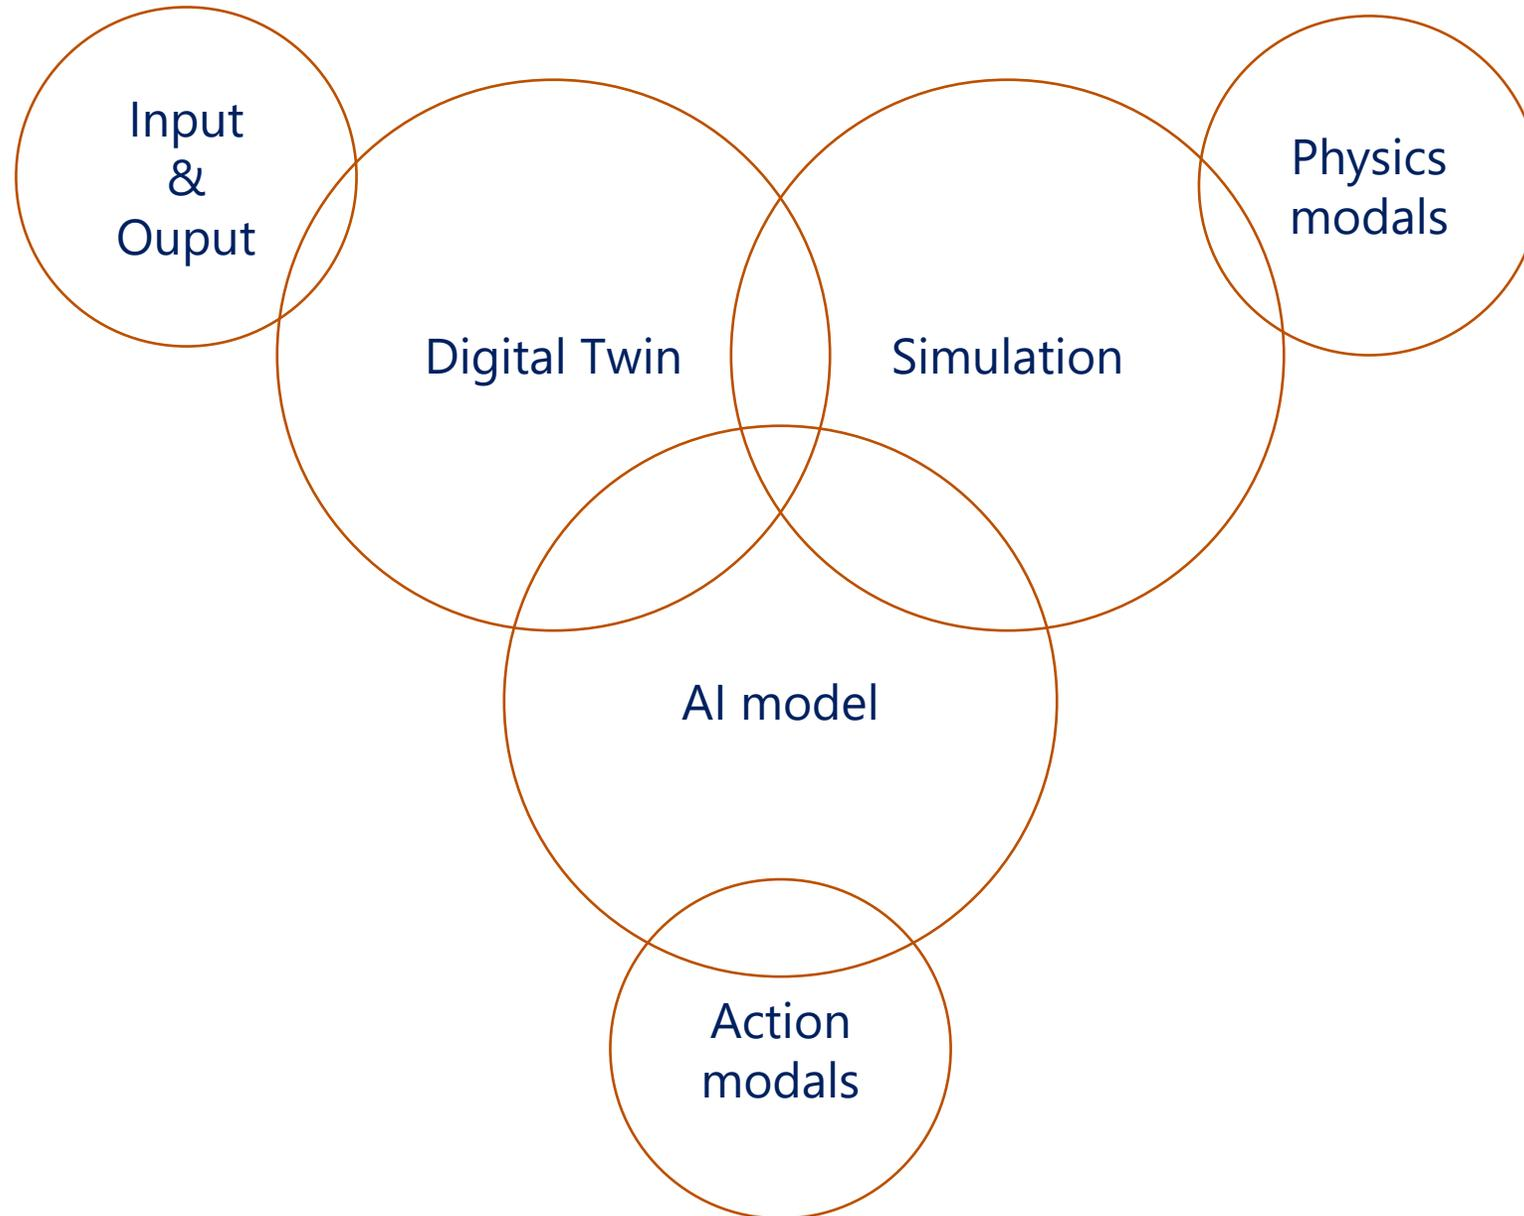 Input
&
Ouput
Physics
modals
Digital Twin
Simulation
AI model
Action
modals